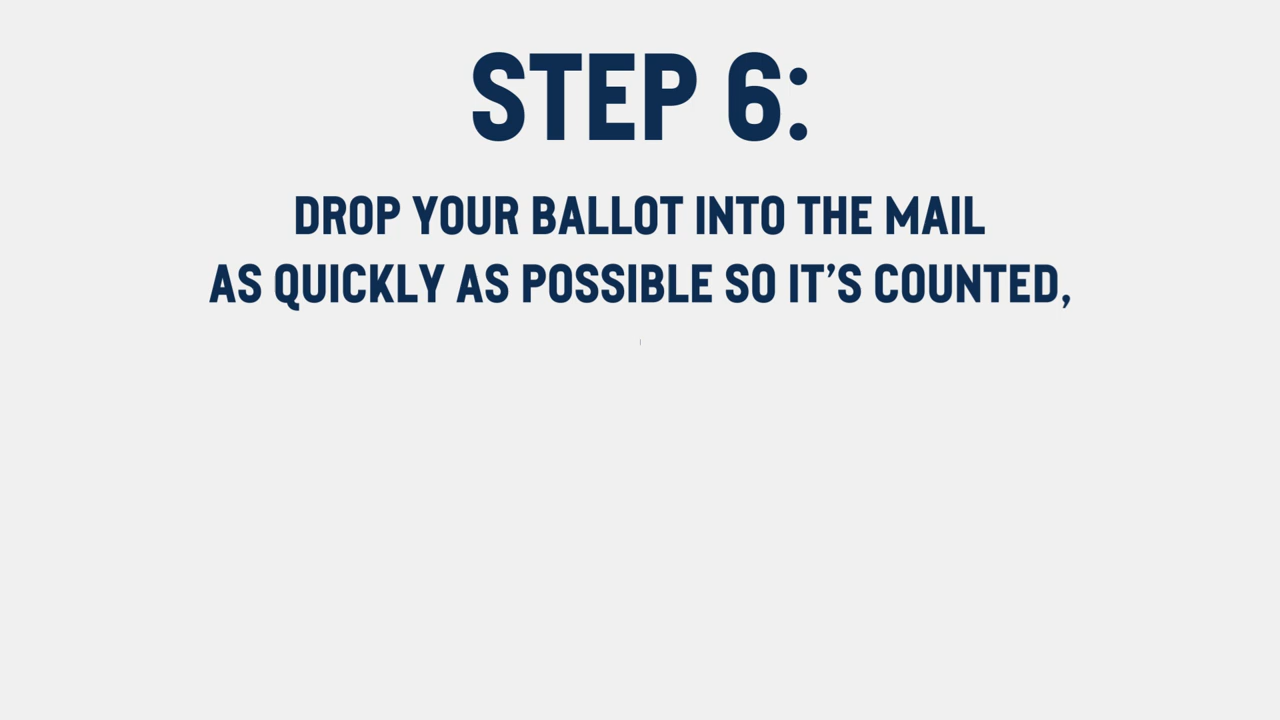 STEP 6:
DROP YOUR BALLOT INTO THE MAIL
AS QUICKLY AS POSSIBLE SO IT’S COUNTED,